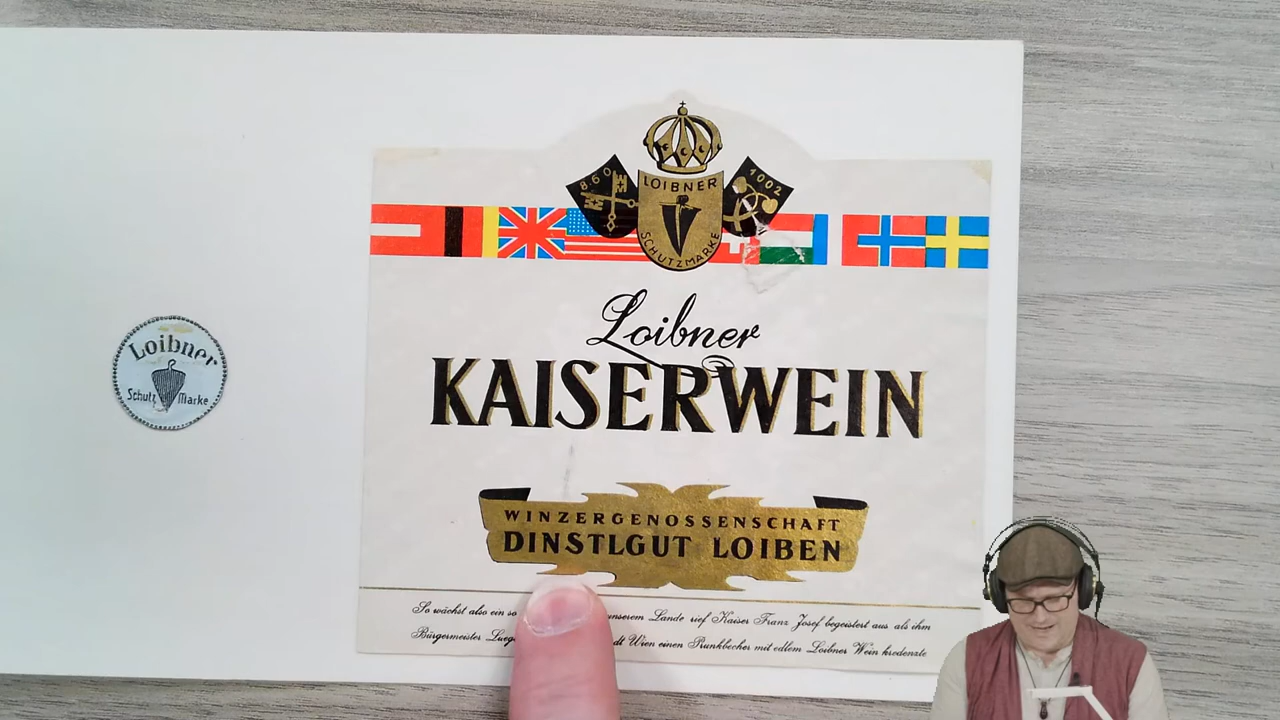 860
1002
LOIBNER
SCHUTZMARKE
Loibner
KAISERWEIN
Loibner
Schutz Marke
WINZERGENOSSENSCHAFT
DINSTLGUT LOIBEN
So wächst also ein so unserem Lande rief Kaiser Franz Josef begeistert aus als ihm
Bürgermeister Wien einen Prunkbecher mit edlem Loibner Wein kredenzte